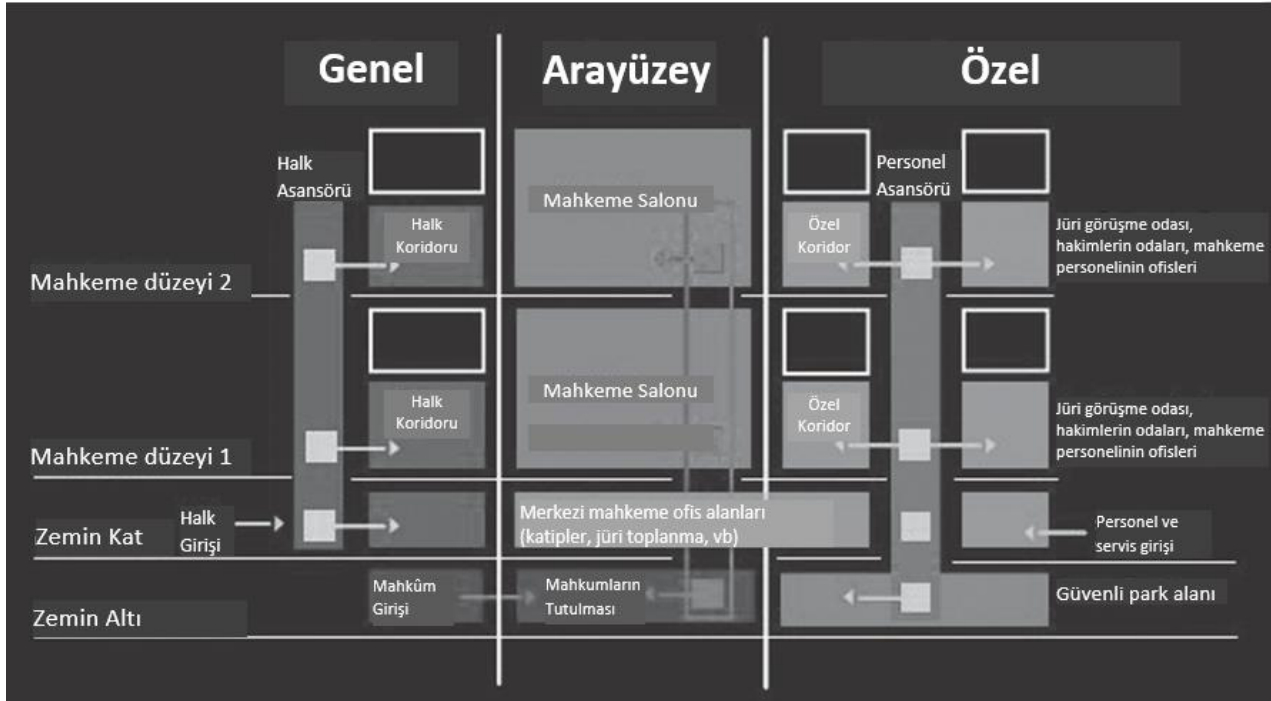 Genel
Arayüzey
Özel
Halk
Asansörü
Personel
Asansörü
Mahkeme Salonu
Halk
Koridoru
Özel
Koridor
Jüri görüşme odası,
hakimlerin odaları, mahkeme
personelinin ofisleri
Mahkeme düzeyi 2
Mahkeme Salonu
Halk
Koridoru
Özel
Koridor
Jüri görüşme odası,
hakimlerin odaları, mahkeme
personelinin ofisleri
Mahkeme düzeyi 1
Halk
Girişi
Zemin Kat
Merkezi mahkeme ofis alanları
(katipler, jüri toplanma, vb)
Personel ve
servis girişi
Mahkûm
Girişi
Mahkumların
Tutulması
Güvenli park alanı
Zemin Altı